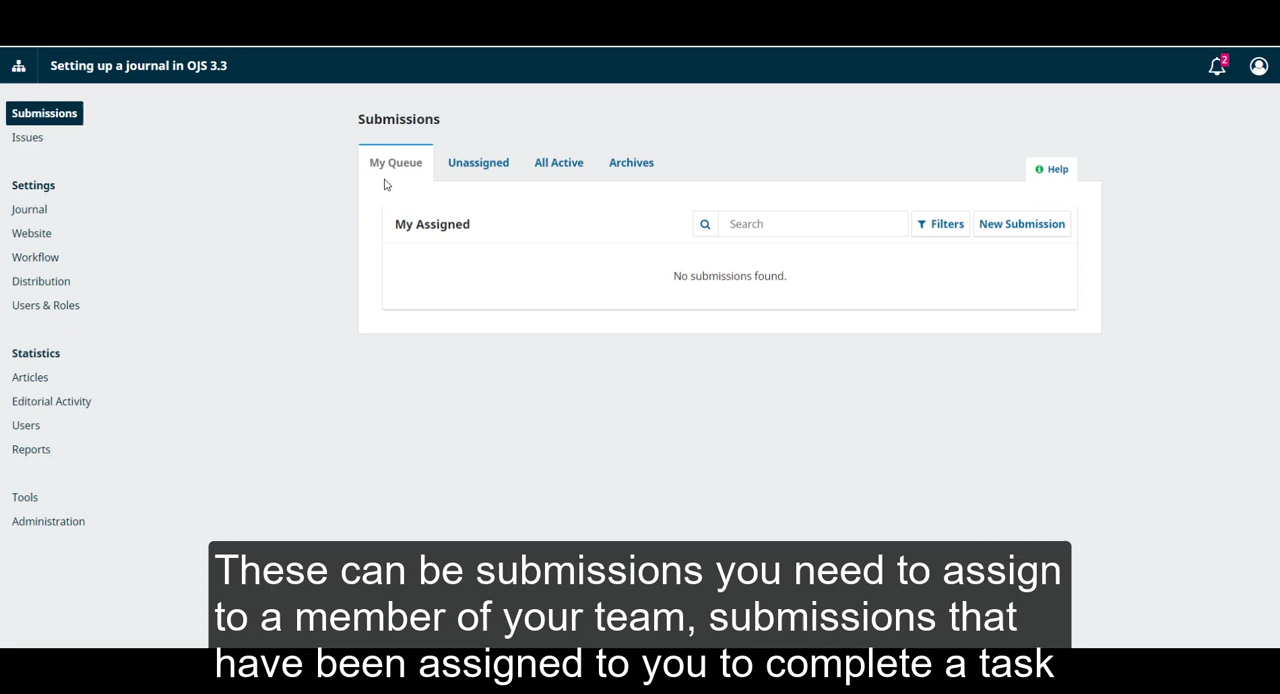 Setting up a journal in OJS 3.3
2
Submissions
Issues
Settings
Journal
Website
Workflow
Distribution
Users & Roles
Statistics
Articles
Editorial Activity
Users
Reports
Tools
Administration
Submissions
My Queue Unassigned All Active Archives
Help
My Assigned Search Filters New Submission
No submissions found.
These can be submissions you need to assign
to a member of your team, submissions that
have been assigned to you to complete a task